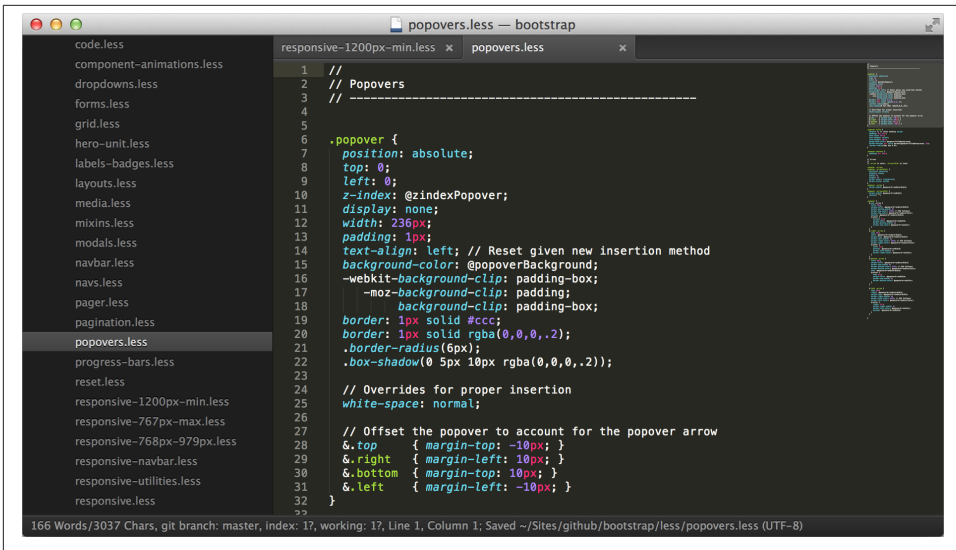 popovers.less — bootstrap
code.less
component-animations.less
dropdowns.less
forms.less
grid.less
hero-unit.less
labels-badges.less
layouts.less
media.less
mixins.less
modals.less
navbar.less
navs.less
pager.less
pagination.less
popovers.less
progress-bars.less
reset.less
responsive-1200px-min.less
responsive-767px-max.less
responsive-768px-979px.less
responsive-navbar.less
responsive-utilities.less
responsive.less
responsive-1200px-min.less × popovers.less ×
1 //
2 // Popovers
3 // --------------------------------------------------
4
5
6 .popover {
7   position: absolute;
8   top: 0;
9   left: 0;
10   z-index: @zindexPopover;
11   display: none;
12   width: 236px;
13   padding: 1px;
14   text-align: left; // Reset given new insertion method
15   background-color: @popoverBackground;
16   -webkit-background-clip: padding-box;
17      -moz-background-clip: padding;
18           background-clip: padding-box;
19   border: 1px solid #ccc;
20   border: 1px solid rgba(0,0,0,.2);
21   .border-radius(6px);
22   .box-shadow(0 5px 10px rgba(0,0,0,.2));
23
24   // Overrides for proper insertion
25   white-space: normal;
26
27   // Offset the popover to account for the popover arrow
28   &.top     { margin-top: -10px; }
29   &.right   { margin-left: 10px; }
30   &.bottom  { margin-top: 10px; }
31   &.left    { margin-left: -10px; }
32 }
33
166 Words/3037 Chars, git branch: master, index: 1?, working: 1?, Line 1, Column 1; Saved ~/Sites/github/bootstrap/less/popovers.less (UTF-8)